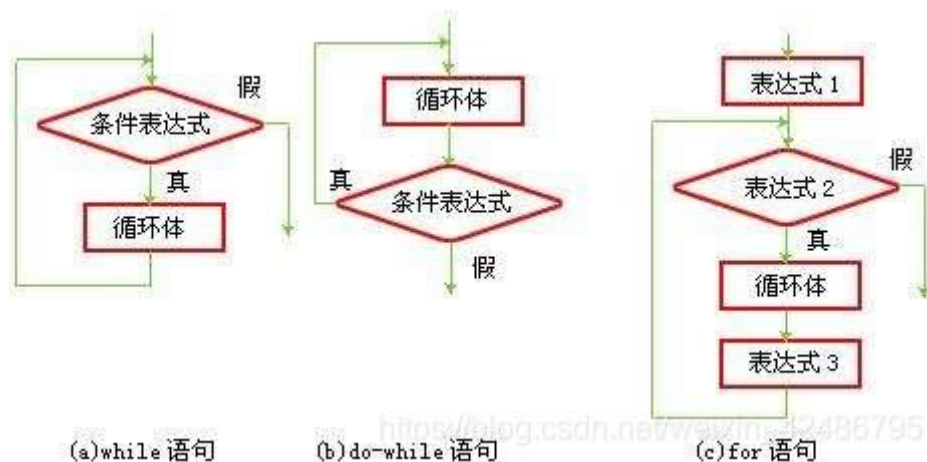 假
条件表达式
真
循环体
(a)while 语句
循环体
真
条件表达式
假
(b)do-while 语句
表达式 1
假
表达式 2
真
循环体
表达式 3
(c)for 语句
https://blog.csdn.net/weixin_42486795